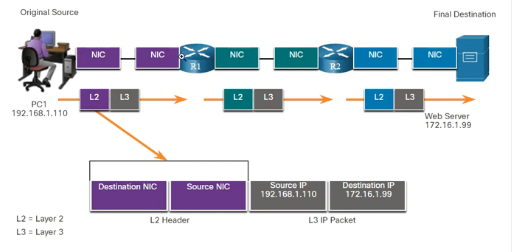 Original Source
Final Destination
NIC
NIC
R1
NIC
NIC
R2
NIC
NIC
L2
L3
L2
L3
L2
L3
PC1
192.168.1.110
Web Server
172.16.1.99
Destination NIC
Source NIC
Source IP
192.168.1.110
Destination IP
172.16.1.99
L2 = Layer 2
L3 = Layer 3
L2 Header
L3 IP Packet